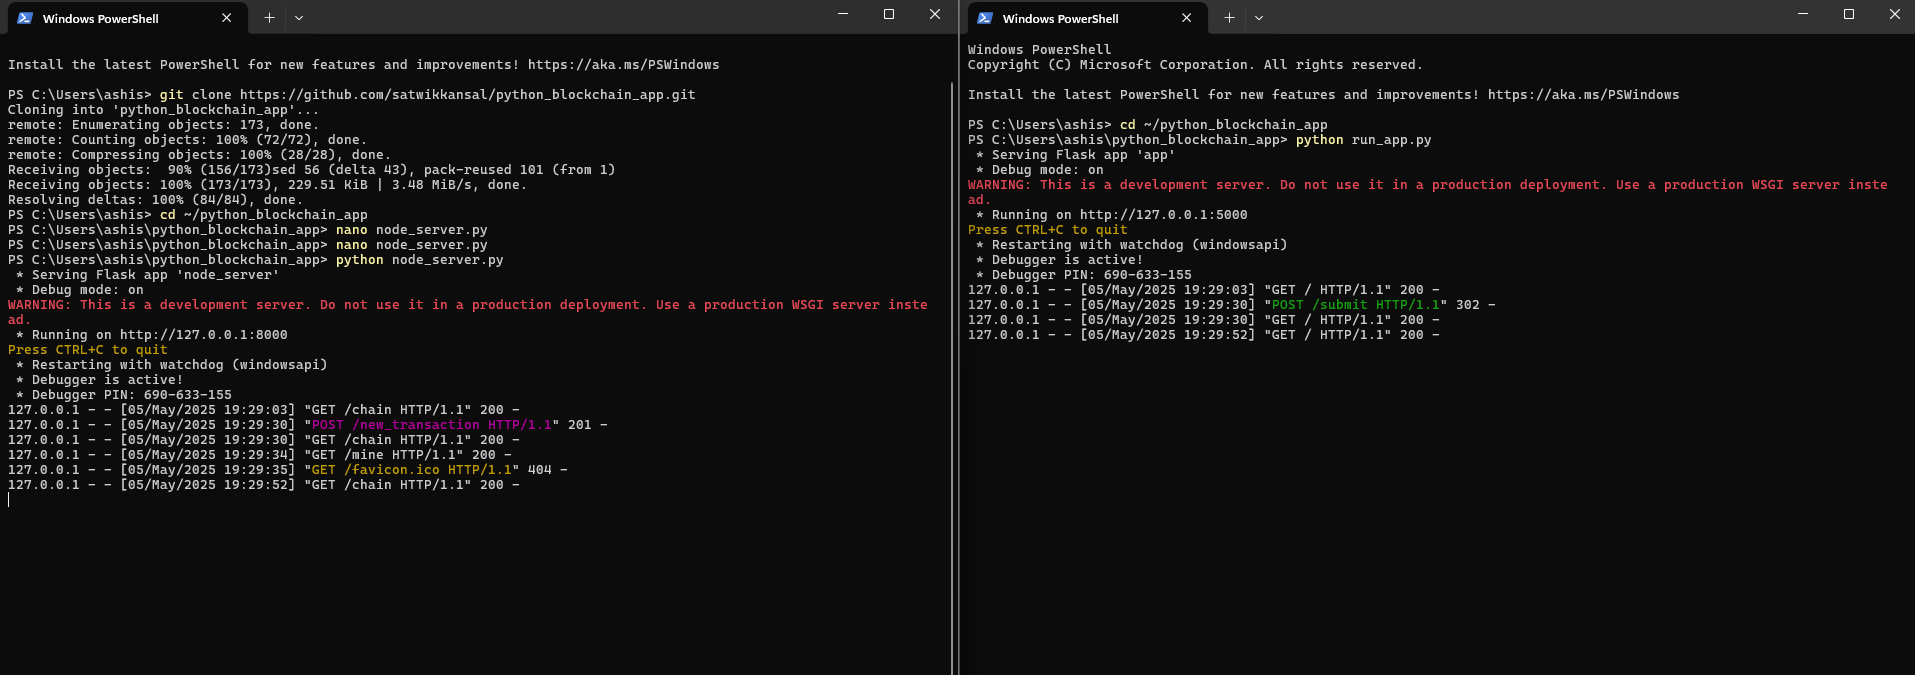 Windows PowerShell
Install the latest PowerShell for new features and improvements! https://aka.ms/PSWindows
PS C:\Users\ashis> git clone https://github.com/satwikkansal/python_blockchain_app.git
Cloning into 'python_blockchain_app'...
remote: Enumerating objects: 173, done.
remote: Counting objects: 100% (72/72), done.
remote: Compressing objects: 100% (28/28), done.
Receiving objects:  90% (156/173)sed 56 (delta 43), pack-reused 101 (from 1)
Receiving objects: 100% (173/173), 229.51 KiB | 3.48 MiB/s, done.
Resolving deltas: 100% (84/84), done.
PS C:\Users\ashis> cd ~/python_blockchain_app
PS C:\Users\ashis\python_blockchain_app> nano node_server.py
PS C:\Users\ashis\python_blockchain_app> nano node_server.py
PS C:\Users\ashis\python_blockchain_app> python node_server.py
 * Serving Flask app 'node_server'
 * Debug mode: on
WARNING: This is a development server. Do not use it in a production deployment. Use a production WSGI server inste
ad.
 * Running on http://127.0.0.1:8000
Press CTRL+C to quit
 * Restarting with watchdog (windowsapi)
 * Debugger is active!
 * Debugger PIN: 690-633-155
127.0.0.1 - - [05/May/2025 19:29:03] "GET /chain HTTP/1.1" 200 -
127.0.0.1 - - [05/May/2025 19:29:30] "POST /new_transaction HTTP/1.1" 201 -
127.0.0.1 - - [05/May/2025 19:29:30] "GET /chain HTTP/1.1" 200 -
127.0.0.1 - - [05/May/2025 19:29:34] "GET /mine HTTP/1.1" 200 -
127.0.0.1 - - [05/May/2025 19:29:35] "GET /favicon.ico HTTP/1.1" 404 -
127.0.0.1 - - [05/May/2025 19:29:52] "GET /chain HTTP/1.1" 200 -
Windows PowerShell
Windows PowerShell
Copyright (C) Microsoft Corporation. All rights reserved.
Install the latest PowerShell for new features and improvements! https://aka.ms/PSWindows
PS C:\Users\ashis> cd ~/python_blockchain_app
PS C:\Users\ashis\python_blockchain_app> python run_app.py
 * Serving Flask app 'app'
 * Debug mode: on
WARNING: This is a development server. Do not use it in a production deployment. Use a production WSGI server inste
ad.
 * Running on http://127.0.0.1:5000
Press CTRL+C to quit
 * Restarting with watchdog (windowsapi)
 * Debugger is active!
 * Debugger PIN: 690-633-155
127.0.0.1 - - [05/May/2025 19:29:03] "GET / HTTP/1.1" 200 -
127.0.0.1 - - [05/May/2025 19:29:30] "POST /submit HTTP/1.1" 302 -
127.0.0.1 - - [05/May/2025 19:29:30] "GET / HTTP/1.1" 200 -
127.0.0.1 - - [05/May/2025 19:29:52] "GET / HTTP/1.1" 200 -